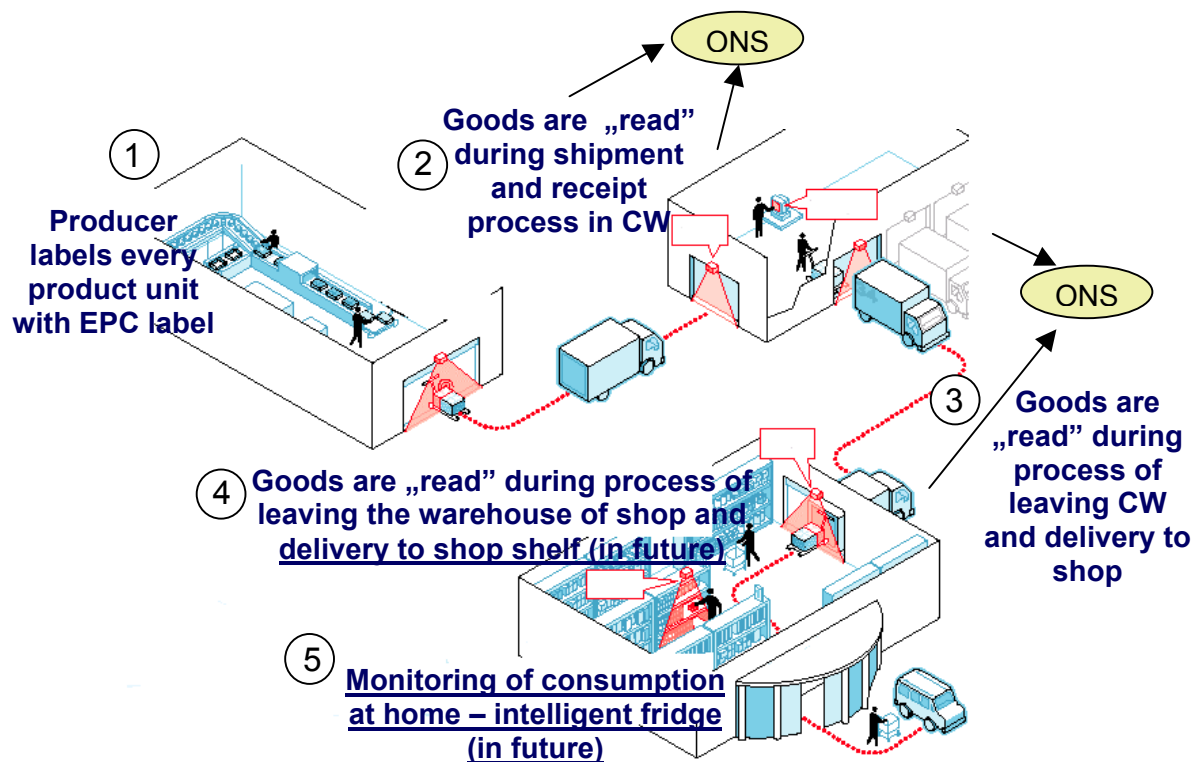 ONS
1
Producer
labels every
product unit
with EPC label
2
Goods are „read”
during shipment
and receipt
process in CW
ONS
3
Goods are
„read” during
process of
leaving CW
and delivery to
shop
4
Goods are „read” during process of
leaving the warehouse of shop and
delivery to shop shelf (in future)
5
Monitoring of consumption
at home – intelligent fridge
(in future)